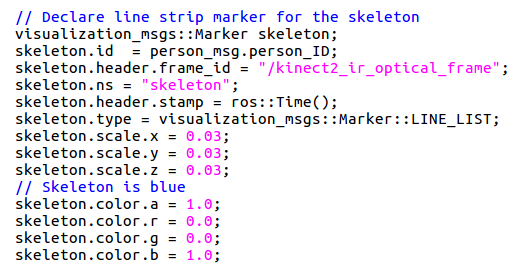 // Declare line strip marker for the skeleton
visualization_msgs::Marker skeleton;
skeleton.id  = person_msg.person_ID;
skeleton.header.frame_id = "/kinect2_ir_optical_frame";
skeleton.ns = "skeleton";
skeleton.header.stamp = ros::Time();
skeleton.type = visualization_msgs::Marker::LINE_LIST;
skeleton.scale.x = 0.03;
skeleton.scale.y = 0.03;
skeleton.scale.z = 0.03;
// Skeleton is blue
skeleton.color.a = 1.0;
skeleton.color.r = 0.0;
skeleton.color.g = 0.0;
skeleton.color.b = 1.0;